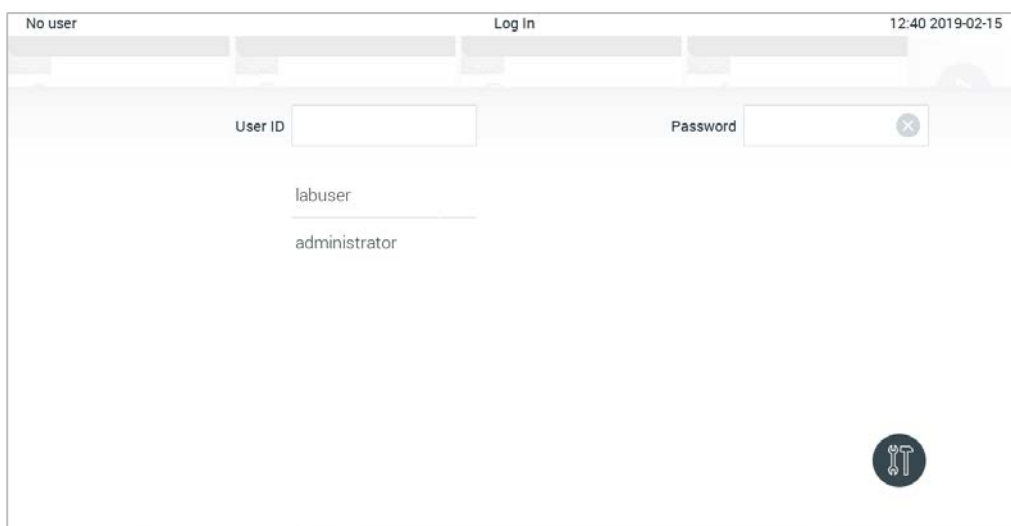 No user Log In 12:40 2019-02-15
User ID Password
labuser
administrator